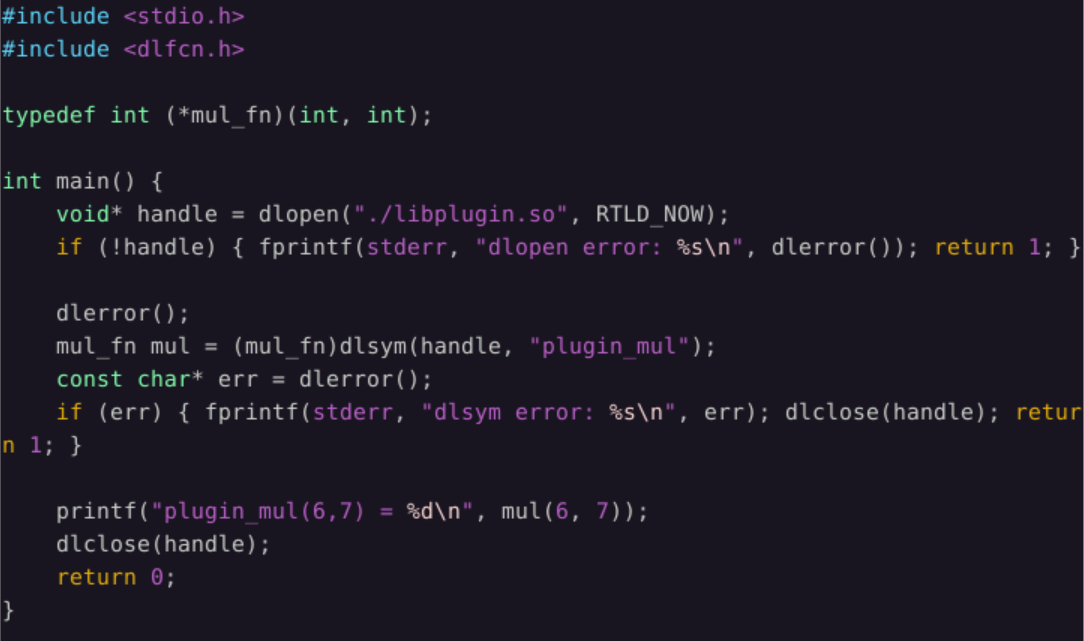 #include <stdio.h>
#include <dlfcn.h>

typedef int (*mul_fn)(int, int);

int main() {
    void* handle = dlopen("./libplugin.so", RTLD_NOW);
    if (!handle) { fprintf(stderr, "dlopen error: %s\n", dlerror()); return 1; }

    dlerror();
    mul_fn mul = (mul_fn)dlsym(handle, "plugin_mul");
    const char* err = dlerror();
    if (err) { fprintf(stderr, "dlsym error: %s\n", err); dlclose(handle); retur
n 1; }

    printf("plugin_mul(6,7) = %d\n", mul(6, 7));
    dlclose(handle);
    return 0;
}